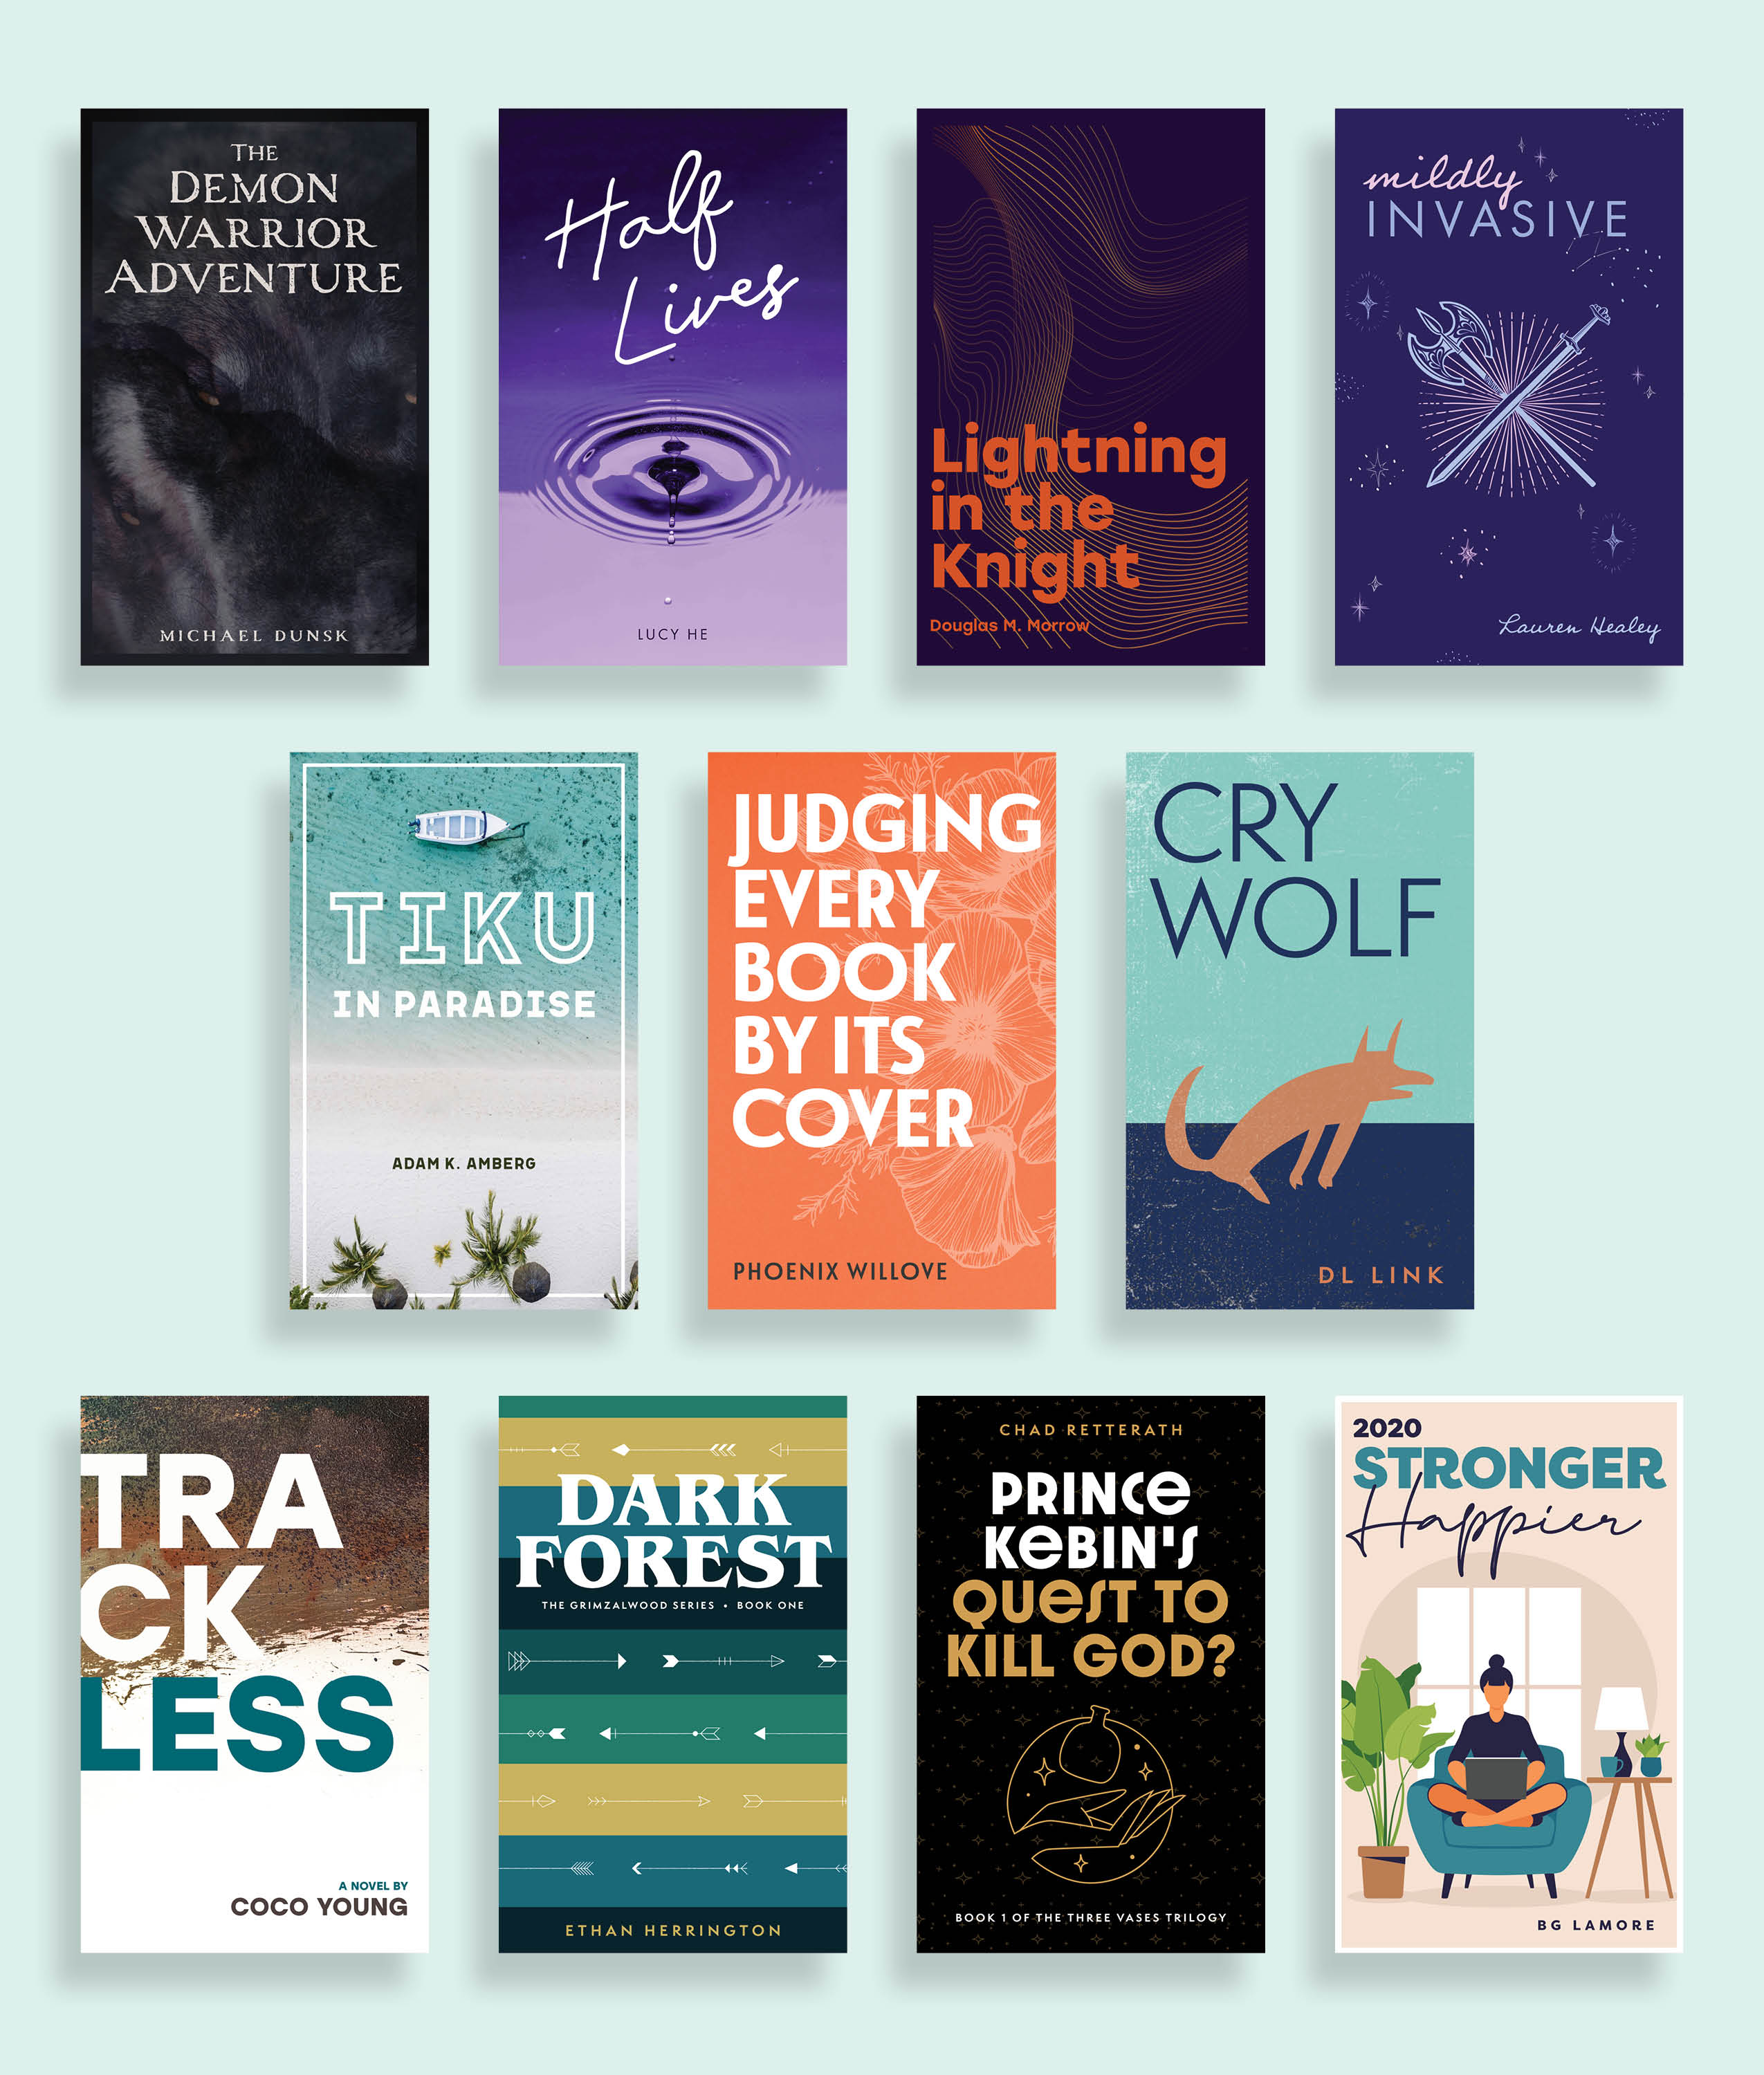 THE
DEMON
WARRIOR
ADVENTURE
MICHAEL DUNSK
Half
Lives
LUCY HE
Lightning
in the
Knight
Douglas M. Morrow
mildly
INVASIVE
Lauren Healey
TIKU
IN PARADISE
ADAM K. AMBERG
JUDGING
EVERY
BOOK
BY ITS
COVER
PHOENIX WILLOVE
CRY
WOLF
DL LINK
TRA
CK
LESS
A NOVEL BY
COCO YOUNG
DARK
FOREST
THE GRIMZALWOOD SERIES • BOOK ONE
ETHAN HERRINGTON
CHAD RETTERATH
PRINCE
KEBIN'S
QUEST TO
KILL GOD?
BOOK 1 OF THE THREE VASES TRILOGY
2020
STRONGER
Happier
BG LAMORE